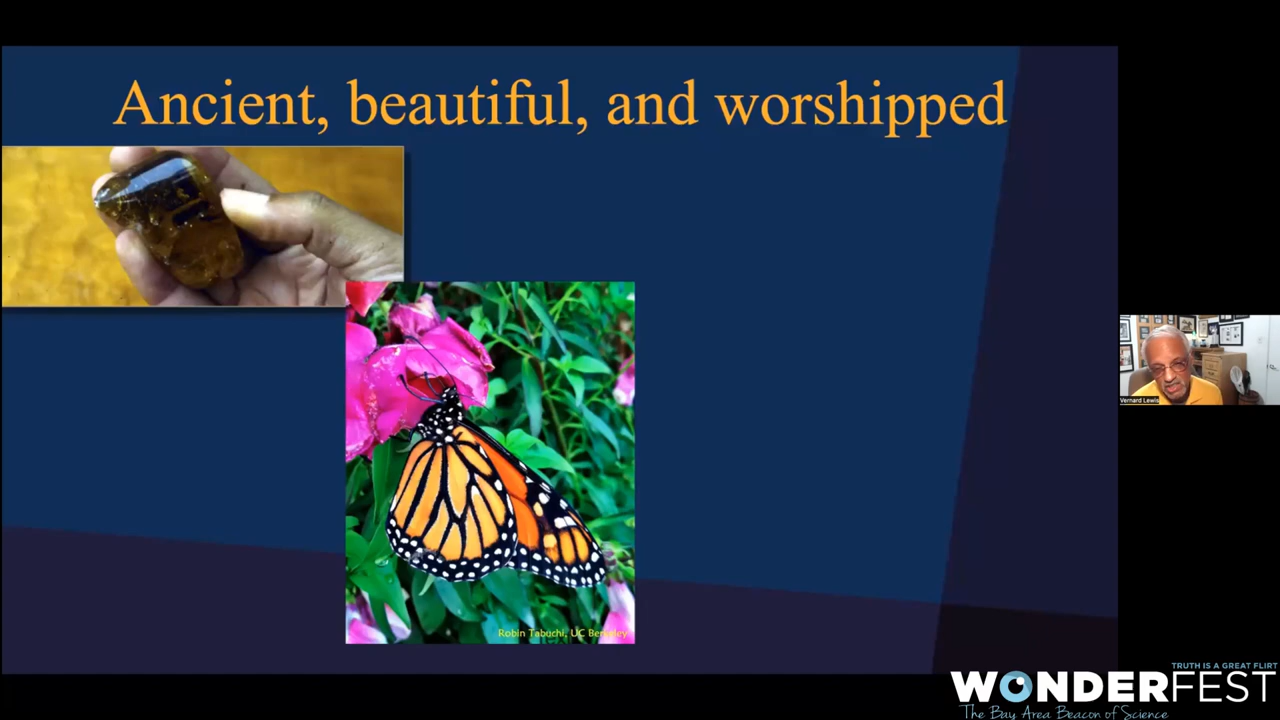 Ancient, beautiful, and worshipped
Robin Tabuchi, UC Berkeley
Vernard Lewis
TRUTH IS A GREAT FLIRT
WONDERFEST
The Bay Area Beacon of Science